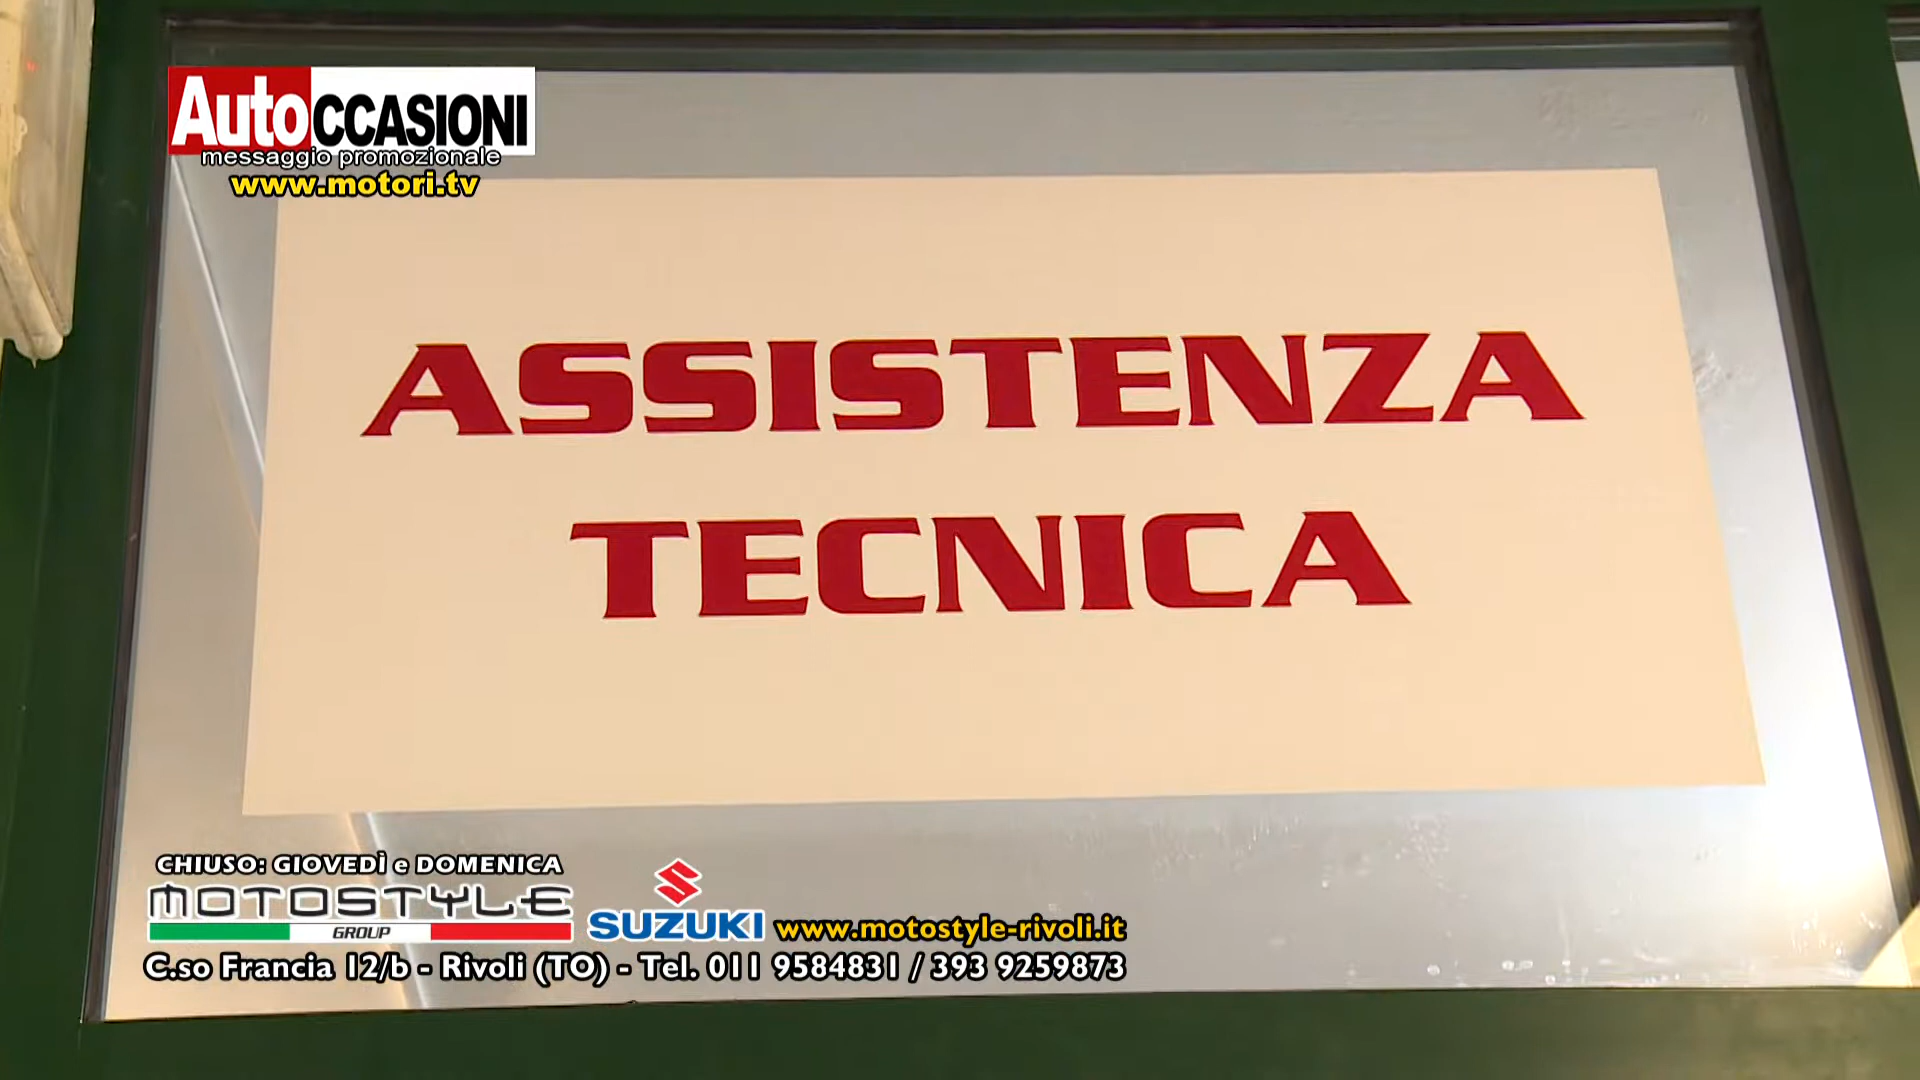 AutoCCASIONI
messaggio promozionale
www.motori.tv
ASSISTENZA
TECNICA
CHIUSO: GIOVEDÌ e DOMENICA
MOTOSTYLE
GROUP
SUZUKI
www.motostyle-rivoli.it
C.so Francia 12/b - Rivoli (TO) - Tel. 011 9584831 / 393 9259873